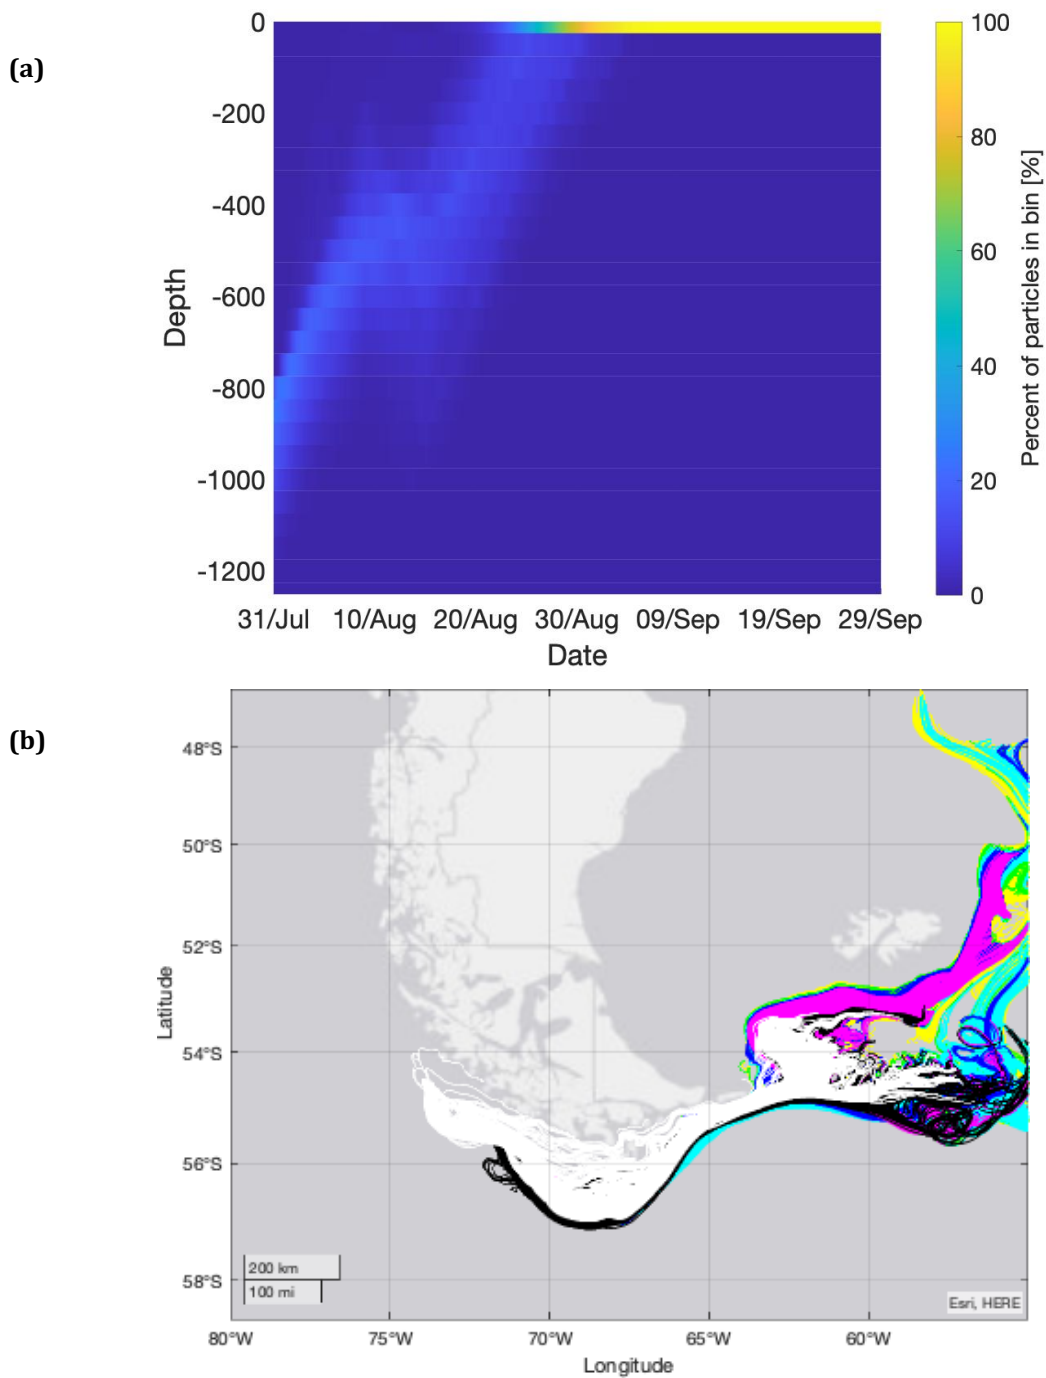 (a)
0
-200
-400
-600
-800
-1000
-1200
Depth
31/Jul 10/Aug 20/Aug 30/Aug 09/Sep 19/Sep 29/Sep
Date
100
80
60
40
20
0
Percent of particles in bin [%]
(b)
48°S
50°S
52°S
54°S
56°S
58°S
Latitude
200 km
100 mi
Esri, HERE
80°W 75°W 70°W 65°W 60°W
Longitude